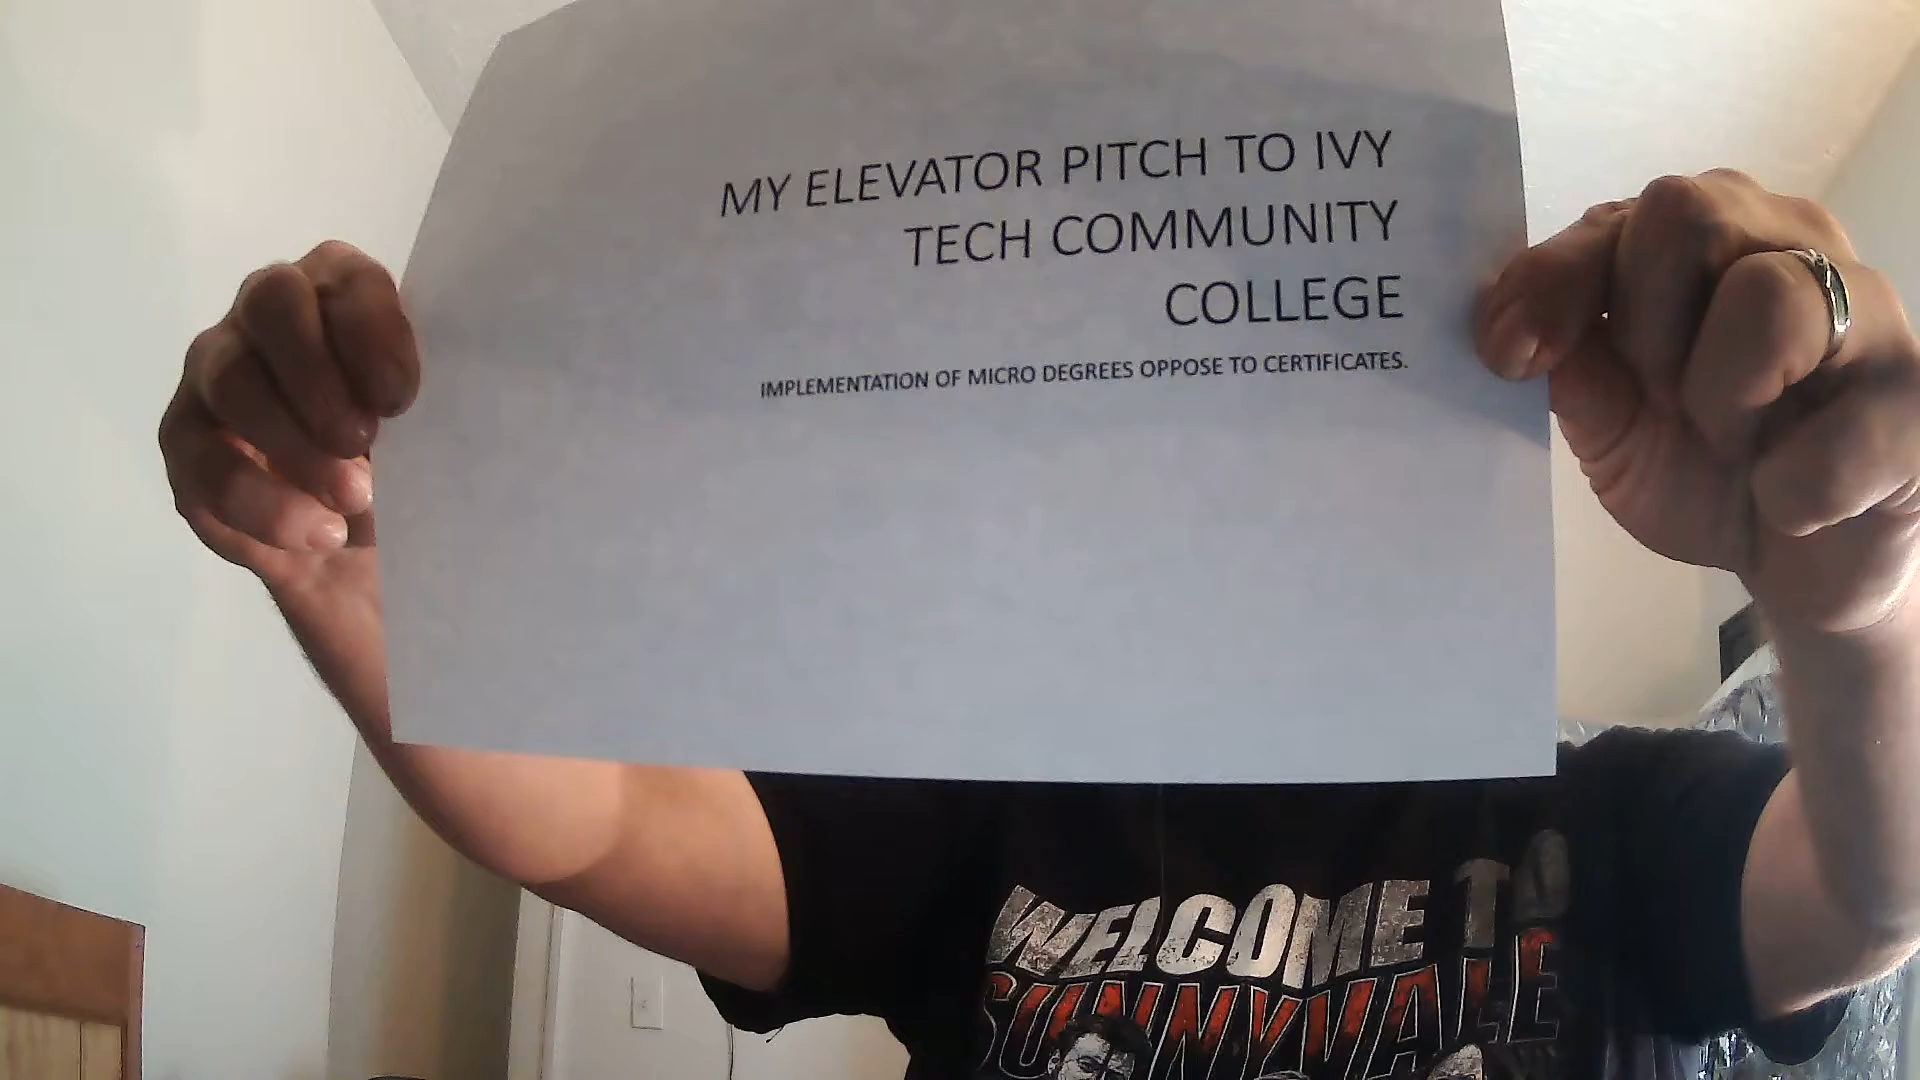 MY ELEVATOR PITCH TO IVY
TECH COMMUNITY
COLLEGE
IMPLEMENTATION OF MICRO DEGREES OPPOSE TO CERTIFICATES.
WELCOME TO
SUNNYVALE